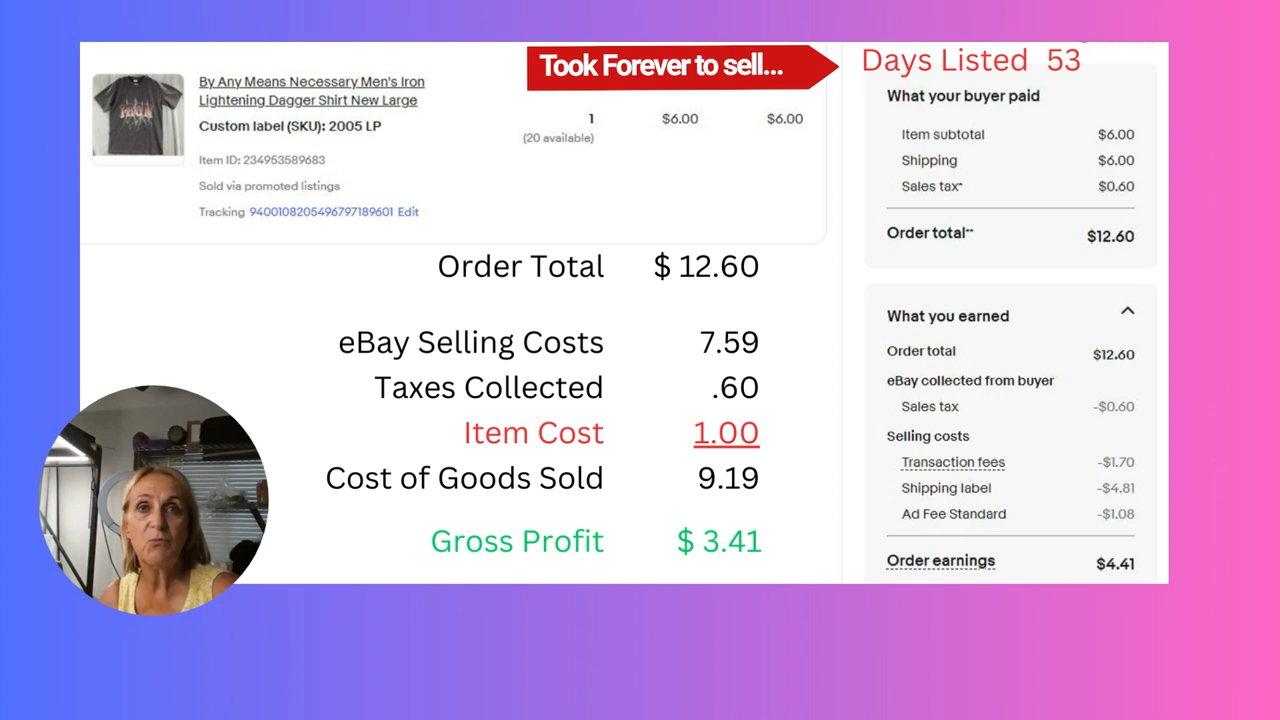 Took Forever to sell...
Days Listed 53
By Any Means Necessary Men's Iron
Lightening Dagger Shirt New Large
Custom label (SKU): 2005 LP
Item ID: 234953589683
Sold via promoted listings
Tracking 9400108205496797189601 Edit
1 $6.00 $6.00
(20 available)
Order Total $ 12.60
eBay Selling Costs 7.59
Taxes Collected .60
Item Cost 1.00
Cost of Goods Sold 9.19
Gross Profit $ 3.41
What your buyer paid
Item subtotal $6.00
Shipping $6.00
Sales tax* $0.60
Order total** $12.60
What you earned
Order total $12.60
eBay collected from buyer
Sales tax -$0.60
Selling costs
Transaction fees -$1.70
Shipping label -$4.81
Ad Fee Standard -$1.08
Order earnings $4.41